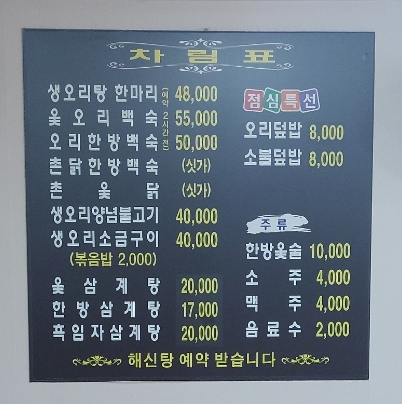 차림표
생오리탕 한마리 48,000
옻오리백숙 55,000
오리한방백숙 50,000
(예약 2시간전)
촌닭한방백숙 (싯가)
촌옻닭 (싯가)
생오리양념불고기 40,000
생오리소금구이 40,000
(볶음밥 2,000)
옻삼계탕 20,000
한방삼계탕 17,000
흑임자삼계탕 20,000
점심특선
오리덮밥 8,000
소불덮밥 8,000
주류
한방옻술 10,000
소주 4,000
맥주 4,000
음료수 2,000
해신탕 예약 받습니다